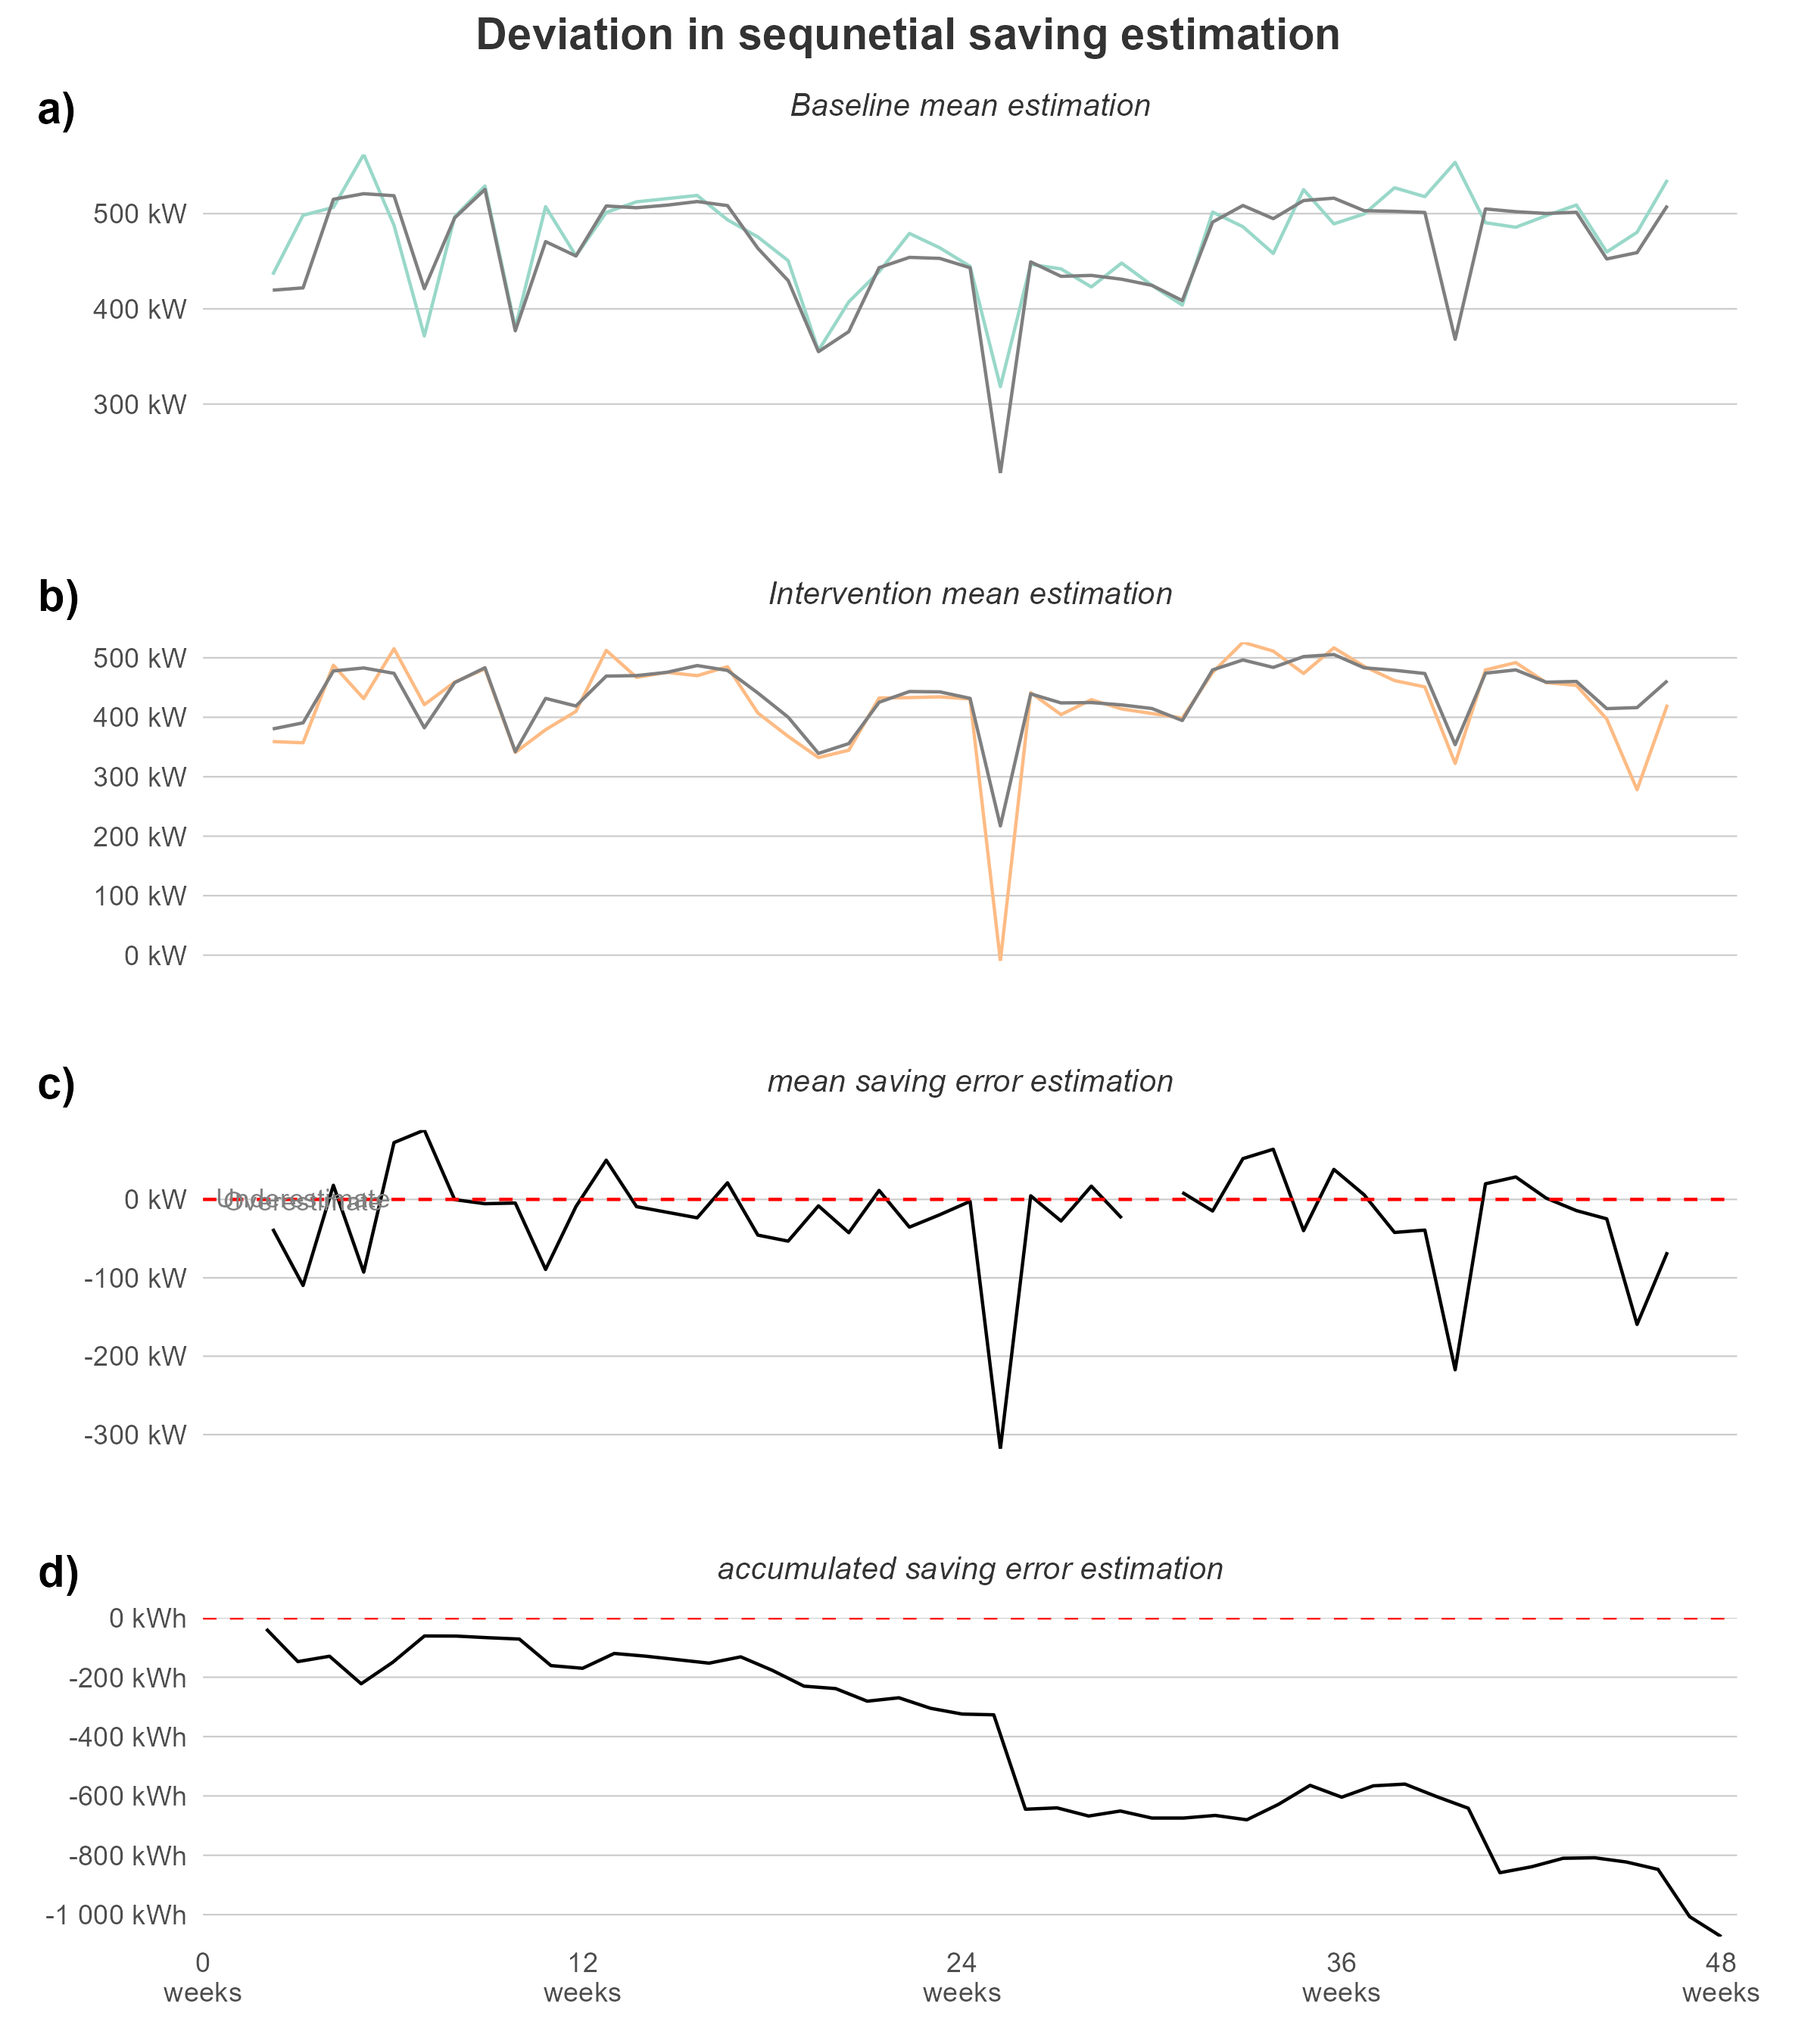 Deviation in sequnetial saving estimation
a)
Baseline mean estimation
500 kW
400 kW
300 kW
b)
Intervention mean estimation
500 kW
400 kW
300 kW
200 kW
100 kW
0 kW
c)
mean saving error estimation
0 kW
Underestimate
Overestimate
-100 kW
-200 kW
-300 kW
d)
accumulated saving error estimation
0 kWh
-200 kWh
-400 kWh
-600 kWh
-800 kWh
-1 000 kWh
0 12 24 36 48
weeks weeks weeks weeks weeks